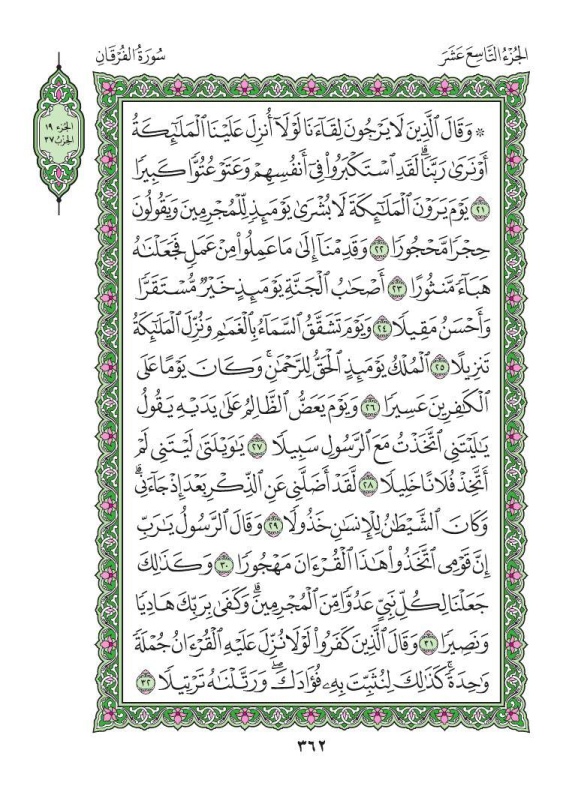 الجُزْءُ التَّاسِعَ عَشَرَ
سُورَةُ الفُرْقَانِ
الجزء ١٩
الحزب ٣٧
۞ وَقَالَ ٱلَّذِينَ لَا يَرْجُونَ لِقَآءَنَا لَوْلَآ أُنزِلَ عَلَيْنَا ٱلْمَلَٰٓئِكَةُ
أَوْ نَرَىٰ رَبَّنَاۗ لَقَدِ ٱسْتَكْبَرُوا۟ فِىٓ أَنفُسِهِمْ وَعَتَوْ عُتُوًّا كَبِيرًا
٢١ يَوْمَ يَرَوْنَ ٱلْمَلَٰٓئِكَةَ لَا بُشْرَىٰ يَوْمَئِذٍ لِّلْمُجْرِمِينَ وَيَقُولُونَ
حِجْرًا مَّحْجُورًا ٢٢ وَقَدِمْنَآ إِلَىٰ مَا عَمِلُوا۟ مِنْ عَمَلٍ فَجَعَلْنَٰهُ
هَبَآءً مَّنثُورًا ٢٣ أَصْحَٰبُ ٱلْجَنَّةِ يَوْمَئِذٍ خَيْرٌ مُّسْتَقَرًّا
وَأَحْسَنُ مَقِيلًا ٢٤ وَيَوْمَ تَشَقَّقُ ٱلسَّمَآءُ بِٱلْغَمَٰمِ وَنُزِّلَ ٱلْمَلَٰٓئِكَةُ
تَنزِيلًا ٢٥ ٱلْمُلْكُ يَوْمَئِذٍ ٱلْحَقُّ لِلرَّحْمَٰنِۚ وَكَانَ يَوْمًا عَلَى
ٱلْكَٰفِرِينَ عَسِيرًا ٢٦ وَيَوْمَ يَعَضُّ ٱلظَّالِمُ عَلَىٰ يَدَيْهِ يَقُولُ
يَٰلَيْتَنِى ٱتَّخَذْتُ مَعَ ٱلرَّسُولِ سَبِيلًا ٢٧ يَٰوَيْلَتَىٰ لَيْتَنِى لَمْ
أَتَّخِذْ فُلَانًا خَلِيلًا ٢٨ لَّقَدْ أَضَلَّنِى عَنِ ٱلذِّكْرِ بَعْدَ إِذْ جَآءَنِىۗ
وَكَانَ ٱلشَّيْطَٰنُ لِلْإِنسَٰنِ خَذُولًا ٢٩ وَقَالَ ٱلرَّسُولُ يَٰرَبِّ
إِنَّ قَوْمِى ٱتَّخَذُوا۟ هَٰذَا ٱلْقُرْءَانَ مَهْجُورًا ٣٠ وَكَذَٰلِكَ
جَعَلْنَا لِكُلِّ نَبِىٍّ عَدُوًّا مِّنَ ٱلْمُجْرِمِينَۗ وَكَفَىٰ بِرَبِّكَ هَادِيًا
وَنَصِيرًا ٣١ وَقَالَ ٱلَّذِينَ كَفَرُوا۟ لَوْلَا نُزِّلَ عَلَيْهِ ٱلْقُرْءَانُ جُمْلَةً
وَٰحِدَةًۚ كَذَٰلِكَ لِنُثَبِّتَ بِهِۦ فُؤَادَكَۖ وَرَتَّلْنَٰهُ تَرْتِيلًا ٣٢
٣٦٢